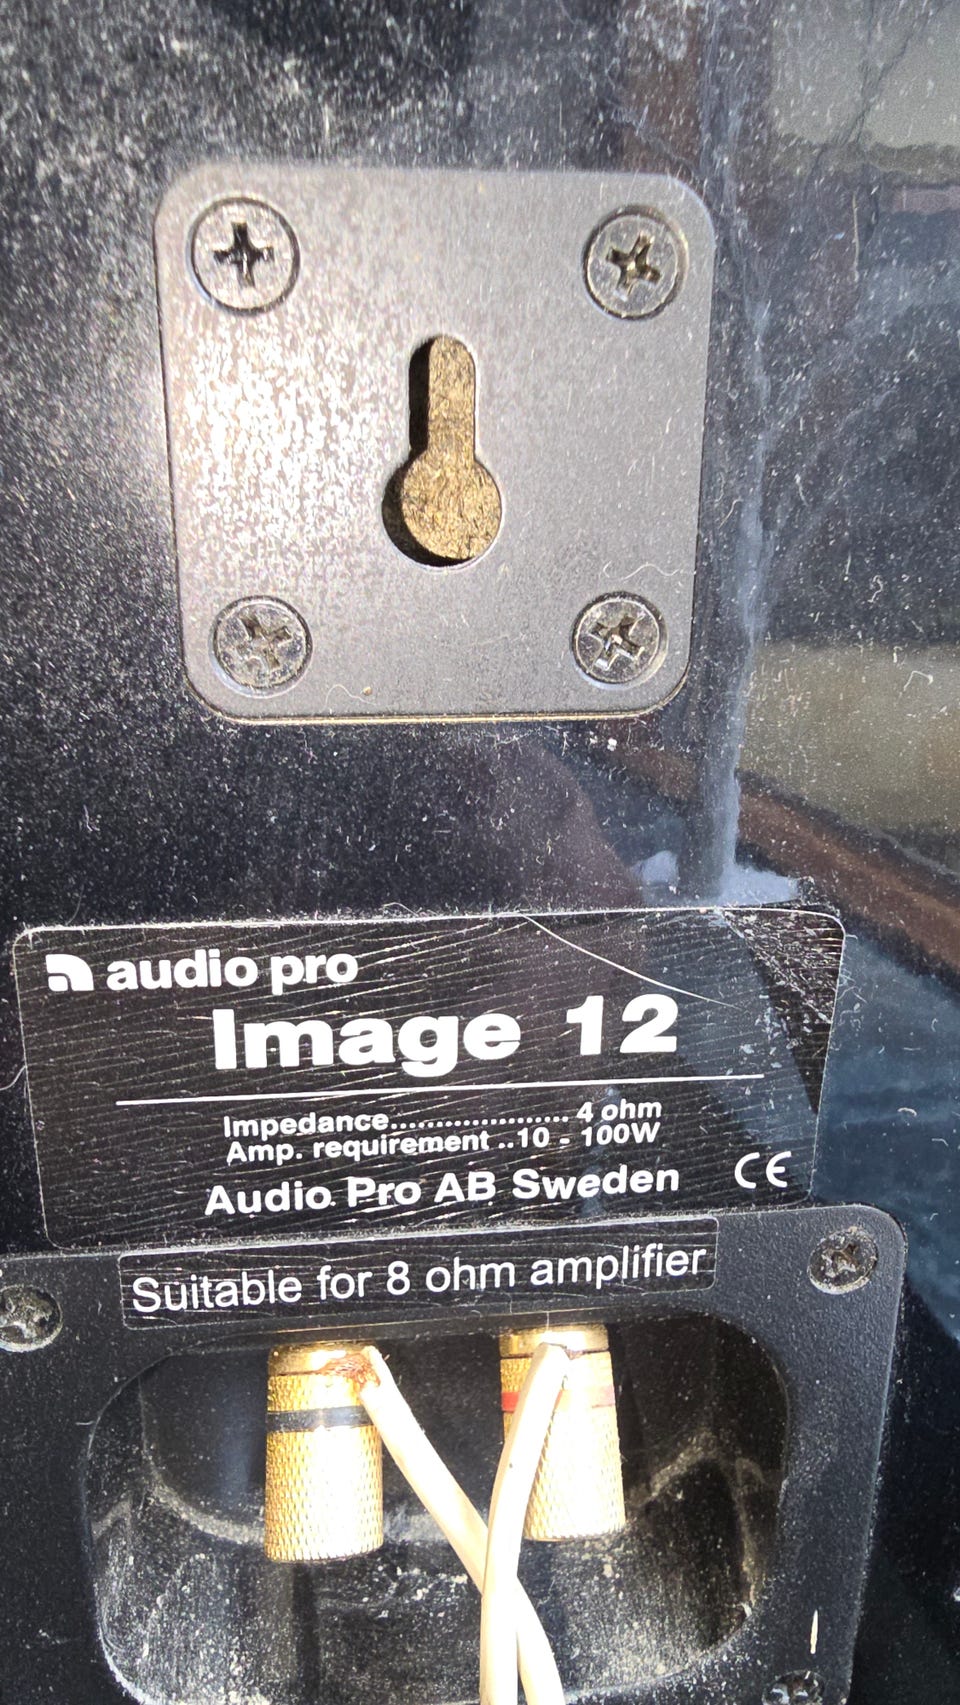 audio pro
Image 12
Impedance.................... 4 ohm
Amp. requirement ..10 - 100W
Audio Pro AB Sweden CE
Suitable for 8 ohm amplifier